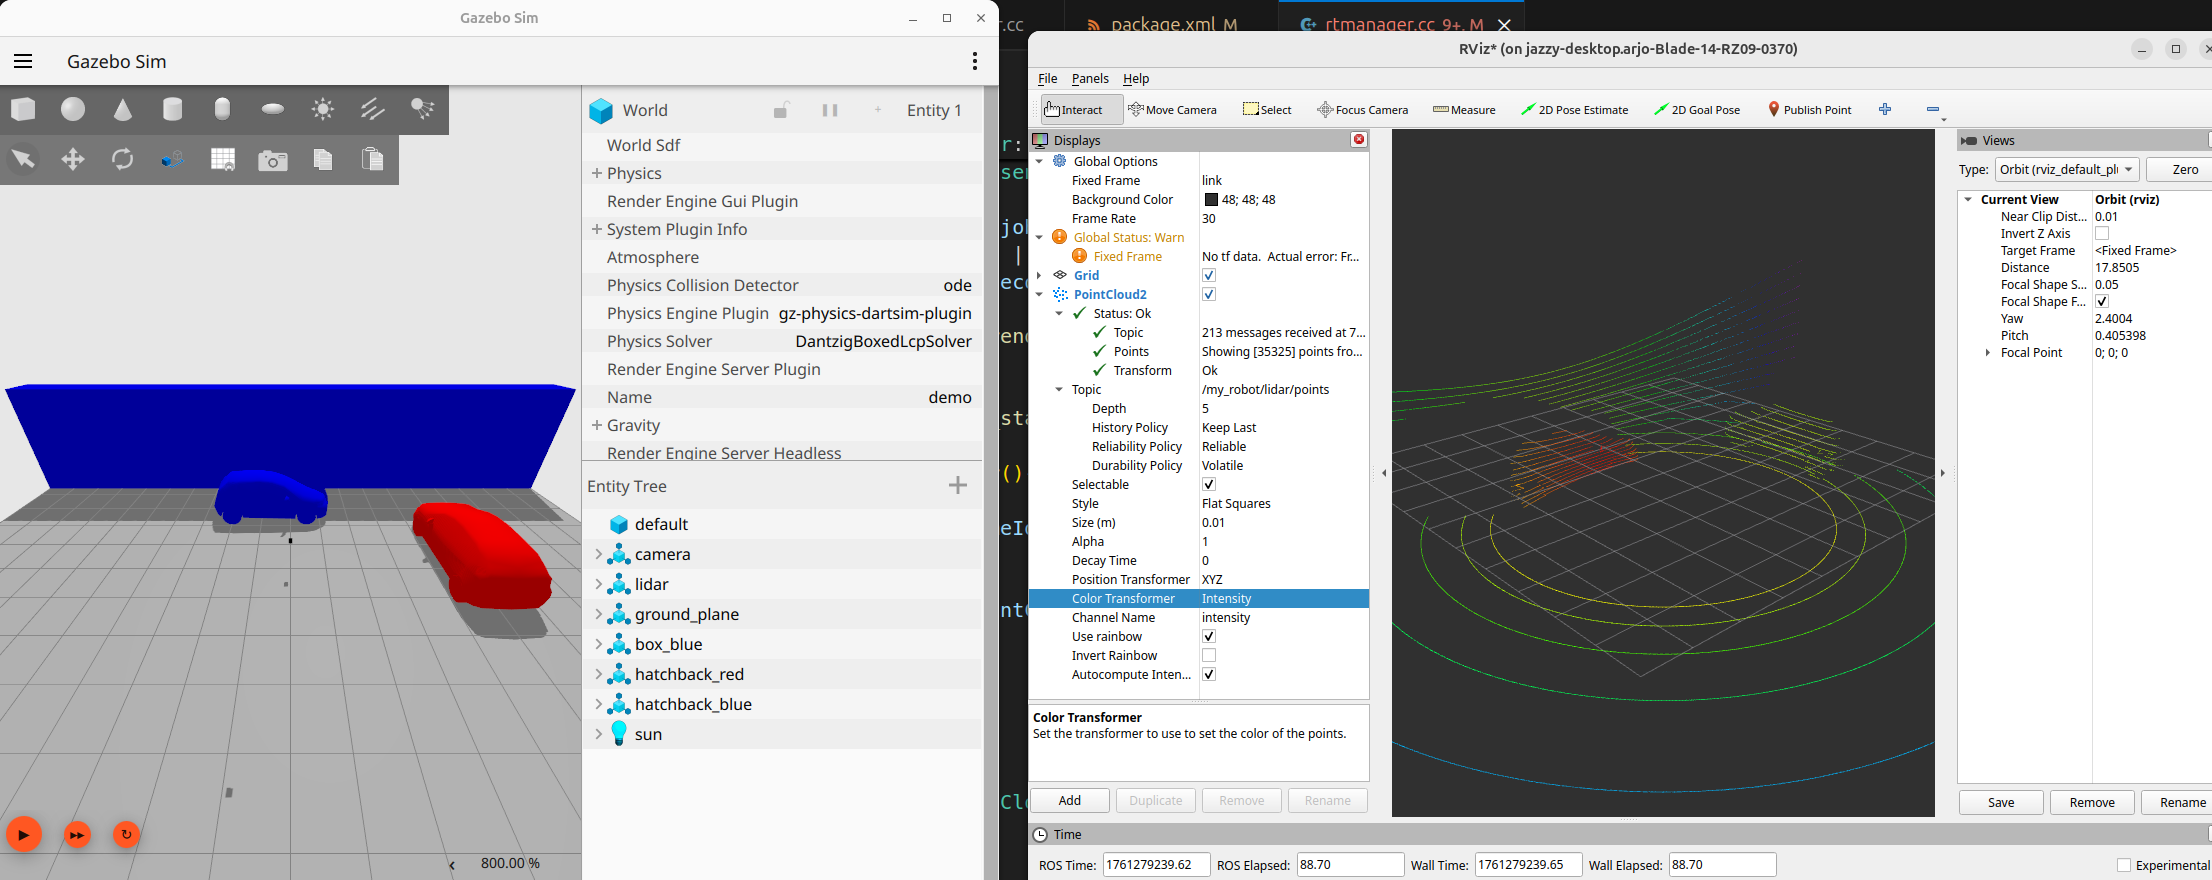 Gazebo Sim
Gazebo Sim
World
Entity 1
World Sdf
Physics
Render Engine Gui Plugin
System Plugin Info
Atmosphere
Physics Collision Detector ode
Physics Engine Plugin gz-physics-dartsim-plugin
Physics Solver DantzigBoxedLcpSolver
Render Engine Server Plugin
Name demo
Gravity
Render Engine Server Headless
Entity Tree
default
camera
lidar
ground_plane
box_blue
hatchback_red
hatchback_blue
sun
800.00 %
.cc
package.xml M
rtmanager.cc 9+, M
RViz* (on jazzy-desktop.arjo-Blade-14-RZ09-0370)
File Panels Help
Interact Move Camera Select Focus Camera Measure 2D Pose Estimate 2D Goal Pose Publish Point
Displays
Global Options
Fixed Frame link
Background Color 48; 48; 48
Frame Rate 30
Global Status: Warn
Fixed Frame No tf data.  Actual error: Fr...
Grid
PointCloud2
Status: Ok
Topic 213 messages received at 7...
Points Showing [35325] points fro...
Transform Ok
Topic /my_robot/lidar/points
Depth 5
History Policy Keep Last
Reliability Policy Reliable
Durability Policy Volatile
Selectable
Style Flat Squares
Size (m) 0.01
Alpha 1
Decay Time 0
Position Transformer XYZ
Color Transformer Intensity
Channel Name intensity
Use rainbow
Invert Rainbow
Autocompute Inten...
Color Transformer
Set the transformer to use to set the color of the points.
Add Duplicate Remove Rename
Views
Type: Orbit (rviz_default_pl Zero
Current View Orbit (rviz)
Near Clip Dist... 0.01
Invert Z Axis
Target Frame <Fixed Frame>
Distance 17.8505
Focal Shape S... 0.05
Focal Shape F...
Yaw 2.4004
Pitch 0.405398
Focal Point 0; 0; 0
Save Remove Rename
Time
ROS Time: 1761279239.62 ROS Elapsed: 88.70 Wall Time: 1761279239.65 Wall Elapsed: 88.70 Experimental